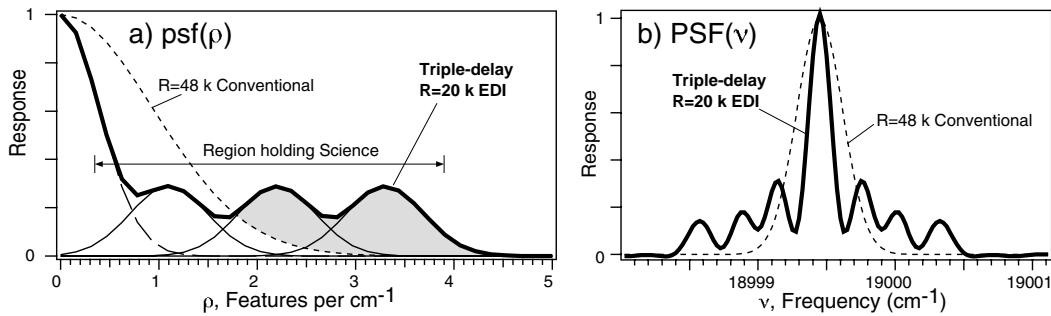 a) psf(ρ)
1
0
Response
R=48 k Conventional
Triple-delay
R=20 k EDI
Region holding Science
0
1
2
3
4
5
ρ, Features per cm-1
b) PSF(ν)
1
0
Response
Triple-delay
R=20 k EDI
R=48 k Conventional
18999
19000
19001
ν, Frequency (cm-1)